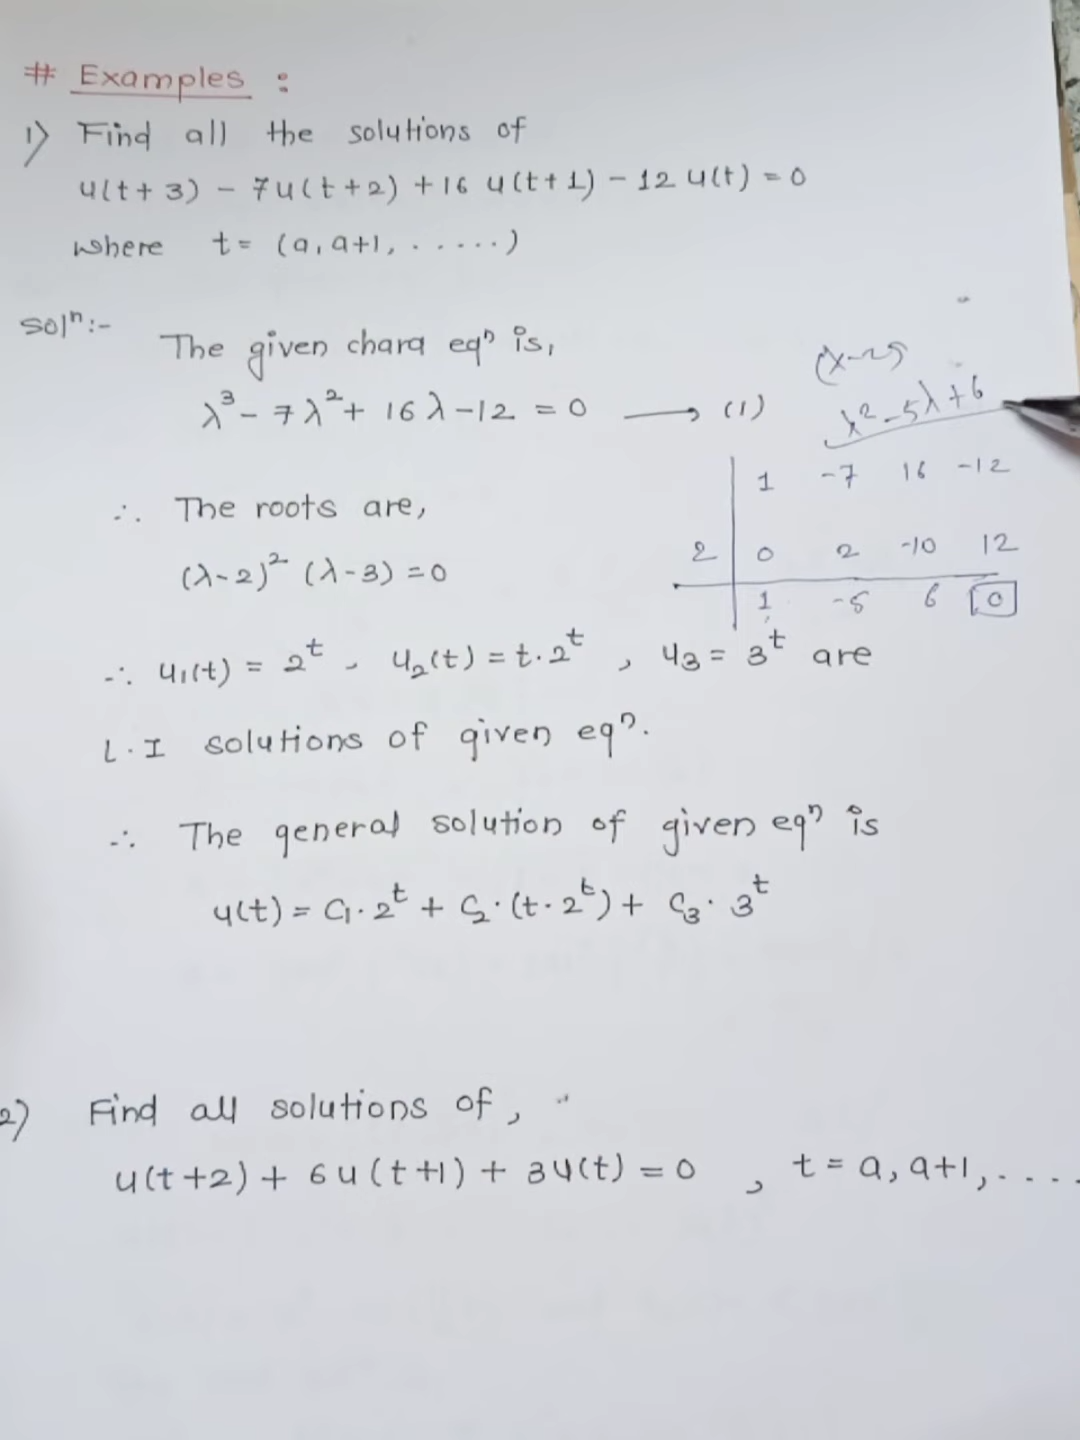 # Examples :
1) Find all the solutions of
u(t+3) - 7u(t+2) + 16 u(t+1) - 12 u(t) = 0
where t = (a, a+1, ......)
Solⁿ:-
The given chara eqⁿ is,
λ³ - 7λ² + 16λ - 12 = 0 ⟶ (1)
λ² - 5λ + 6
1 -7 16 -12
2 0 2 -10 12
1 -5 6 0
∴ The roots are,
(λ-2)² (λ-3) = 0
∴ u₁(t) = 2ᵗ, u₂(t) = t·2ᵗ, u₃ = 3ᵗ are
L.I solutions of given eqⁿ.
∴ The general solution of given eqⁿ is
u(t) = C₁·2ᵗ + C₂·(t·2ᵗ) + C₃·3ᵗ
2) Find all solutions of,
u(t+2) + 6u(t+1) + 3u(t) = 0, t = a, a+1, ....